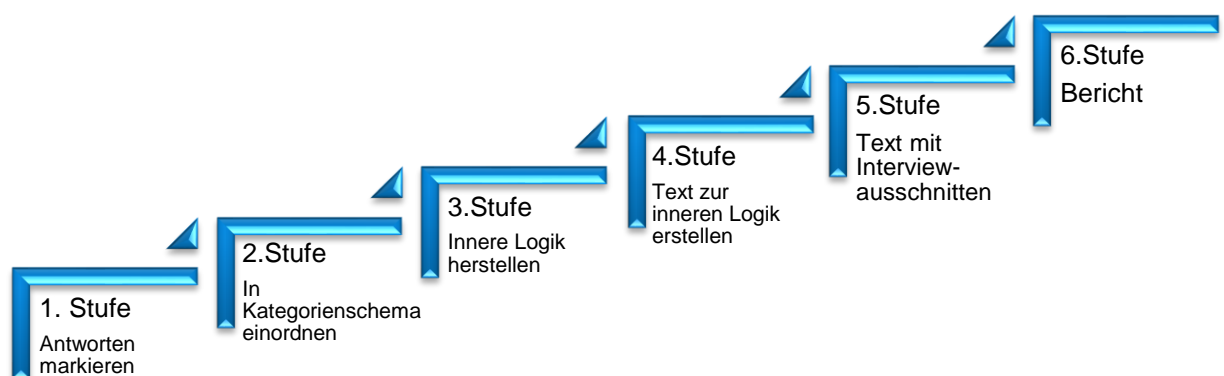 1. Stufe
Antworten
markieren
2.Stufe
In
Kategorienschema
einordnen
3.Stufe
Innere Logik
herstellen
4.Stufe
Text zur
inneren Logik
erstellen
5.Stufe
Text mit
Interview-
ausschnitten
6.Stufe
Bericht